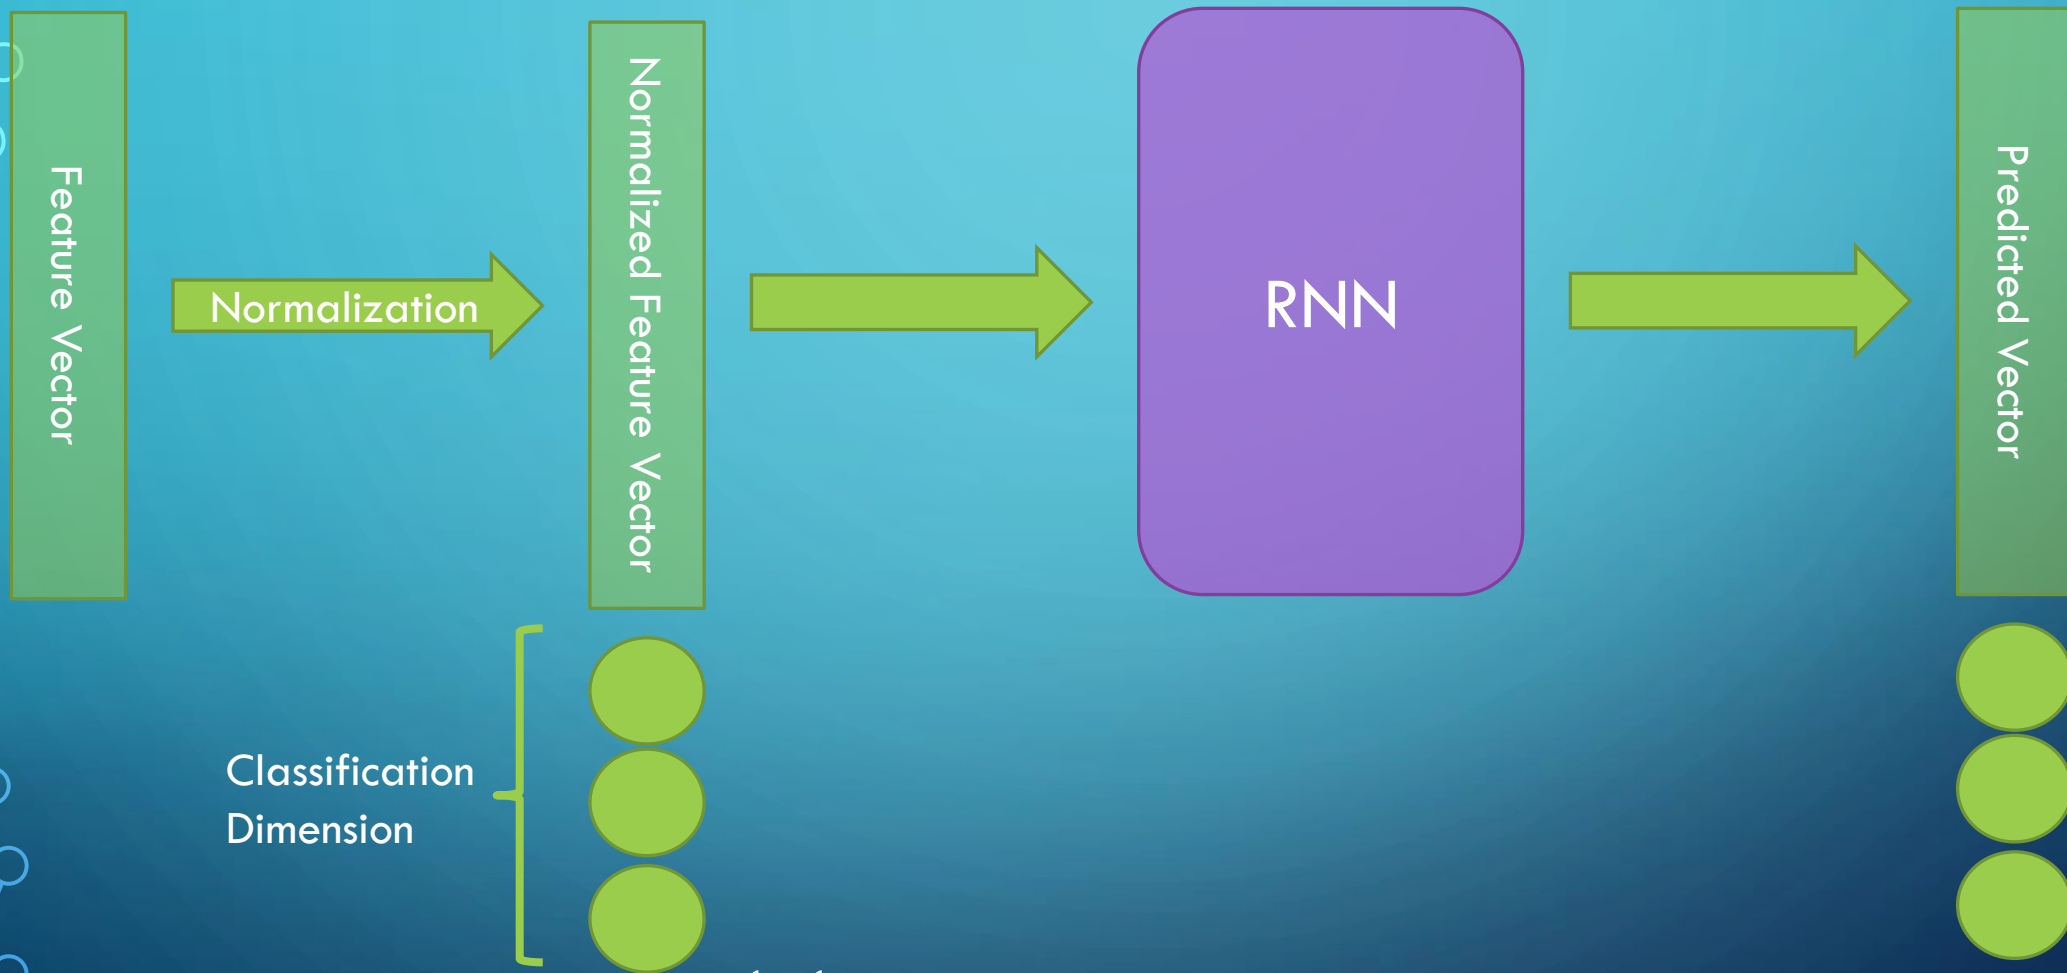 Feature Vector
Normalization
Normalized Feature Vector
RNN
Predicted Vector
Classification
Dimension